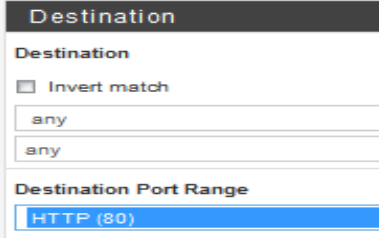 Destination
Destination
Invert match
any
any
Destination Port Range
HTTP (80)